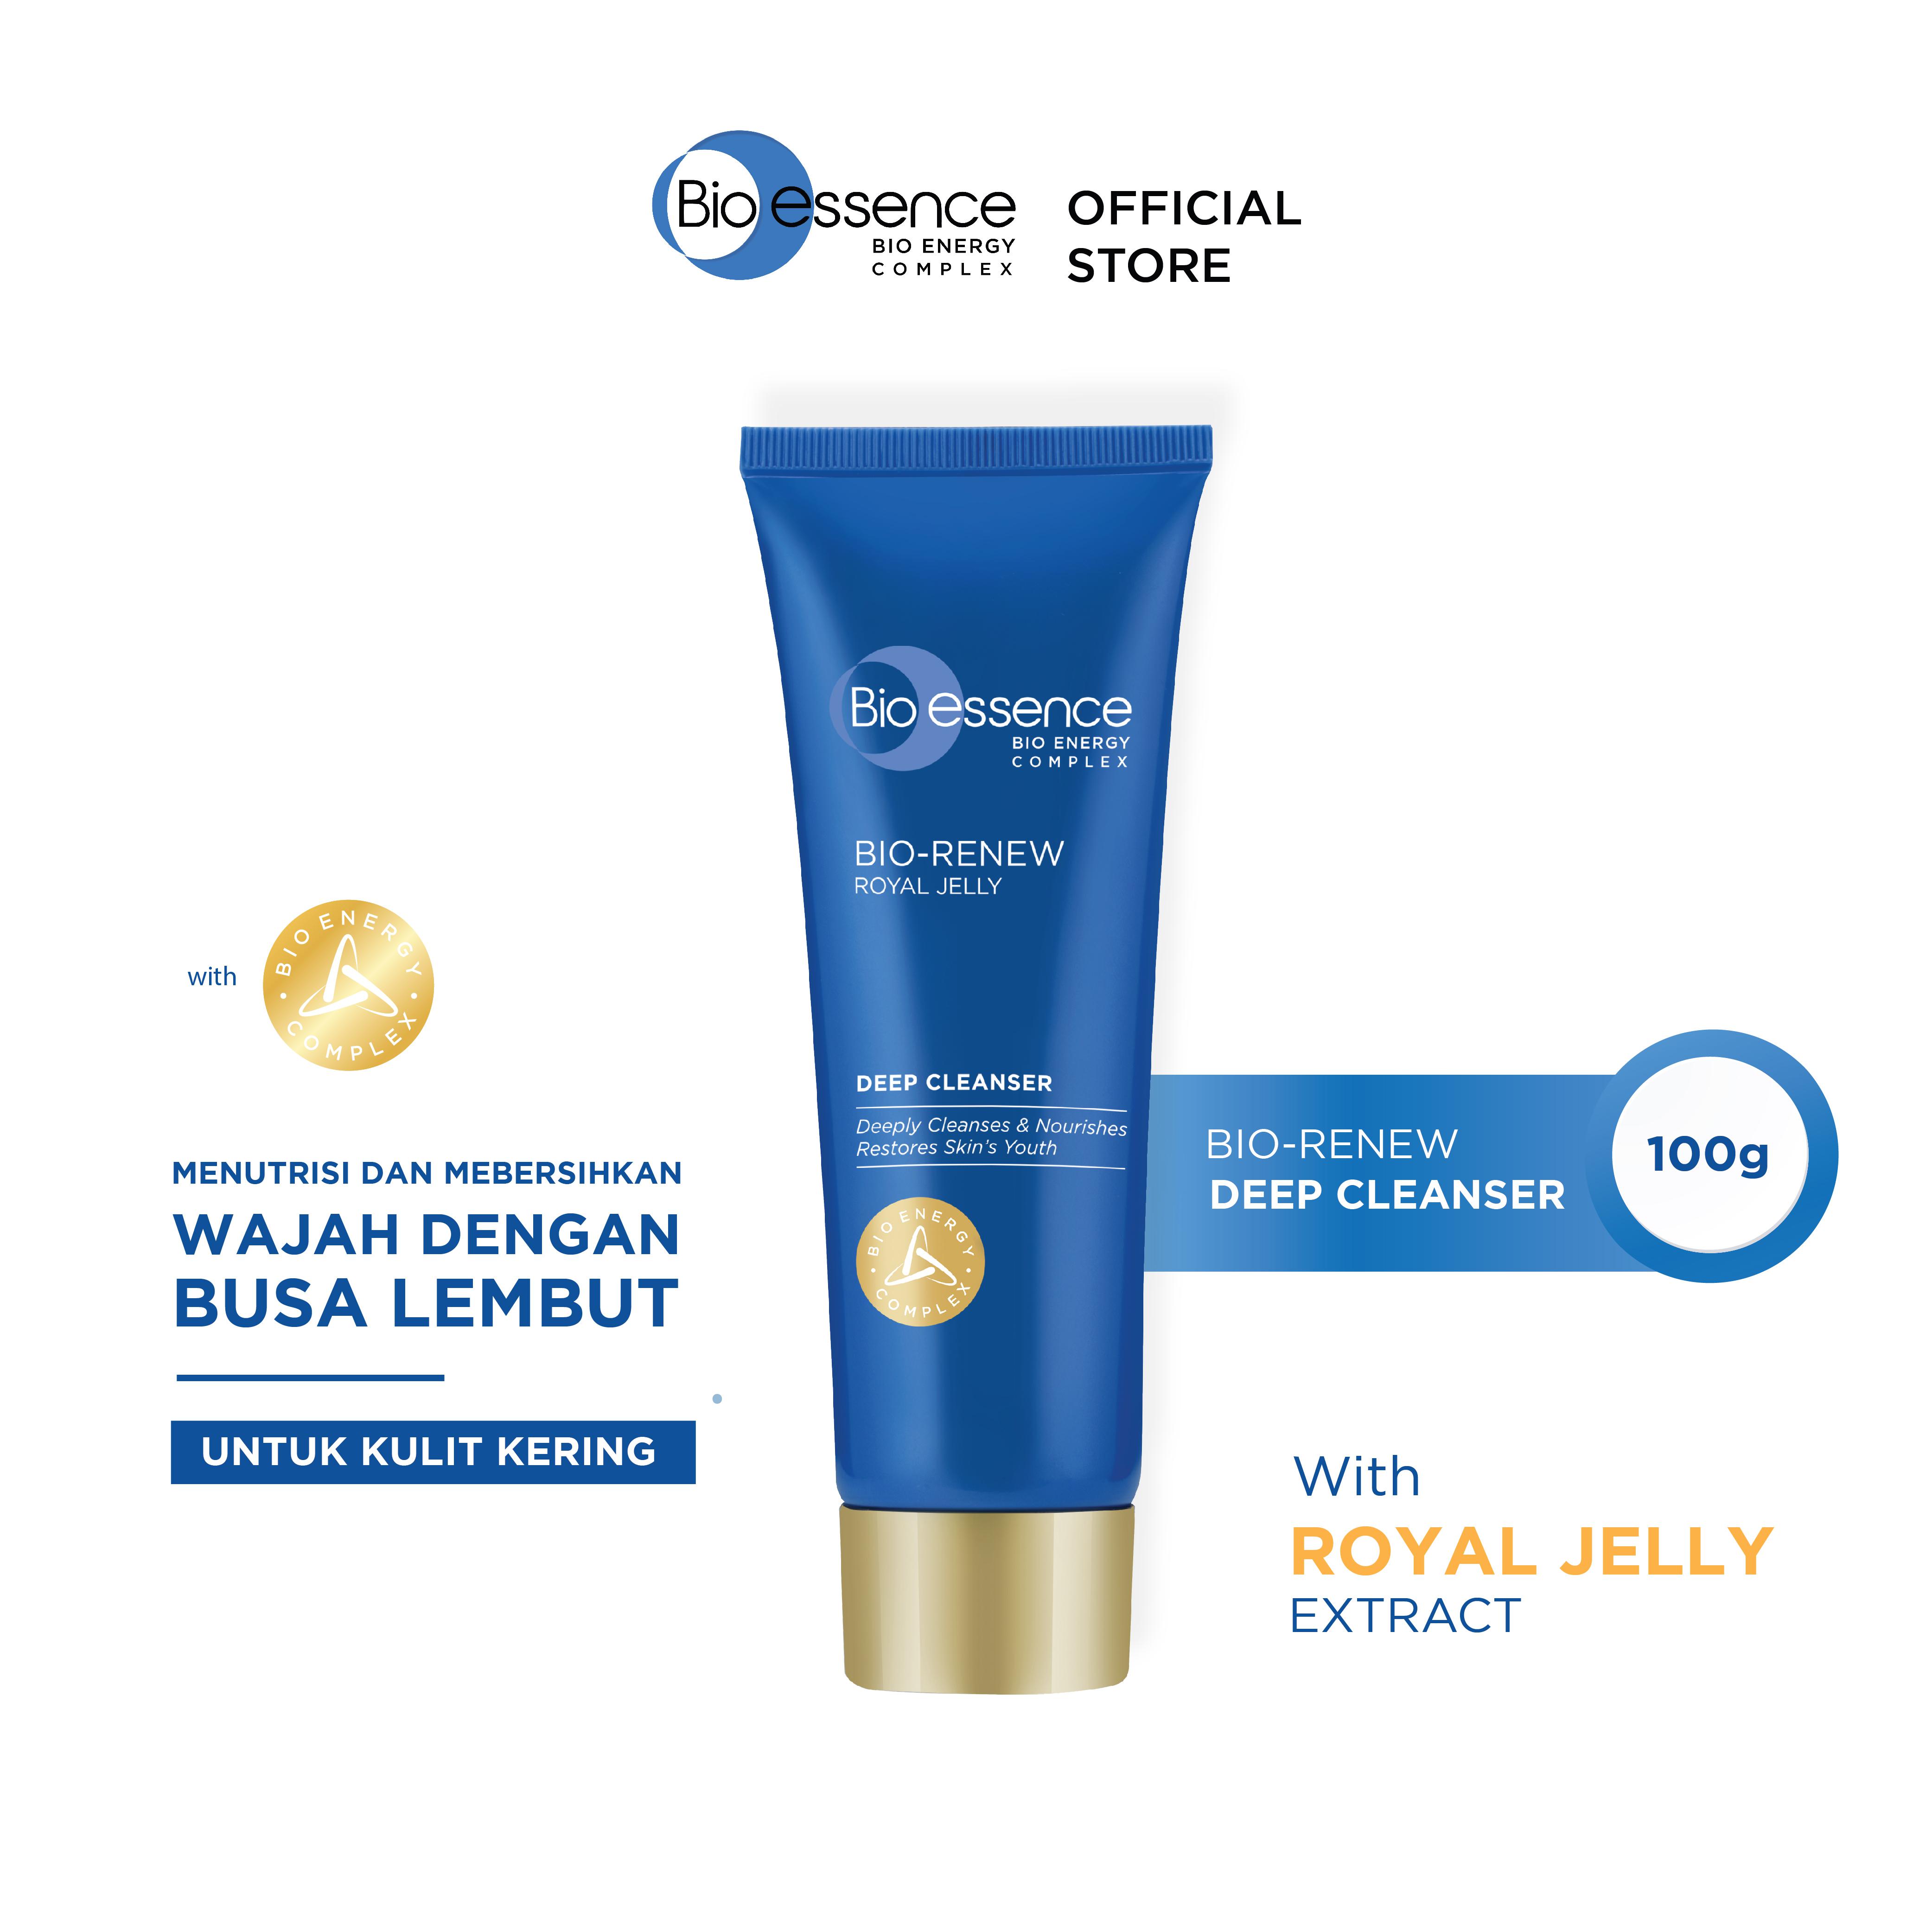 Bio essence
BIO ENERGY
COMPLEX
OFFICIAL
STORE
Bio essence
BIO ENERGY
COMPLEX
BIO-RENEW
ROYAL JELLY
DEEP CLEANSER
Deeply Cleanses & Nourishes
Restores Skin's Youth
BIO ENERGY
COMPLEX
with
BIO ENERGY
COMPLEX
MENUTRISI DAN MEBERSIHKAN
WAJAH DENGAN
BUSA LEMBUT
UNTUK KULIT KERING
BIO-RENEW
DEEP CLEANSER
100g
With
ROYAL JELLY
EXTRACT